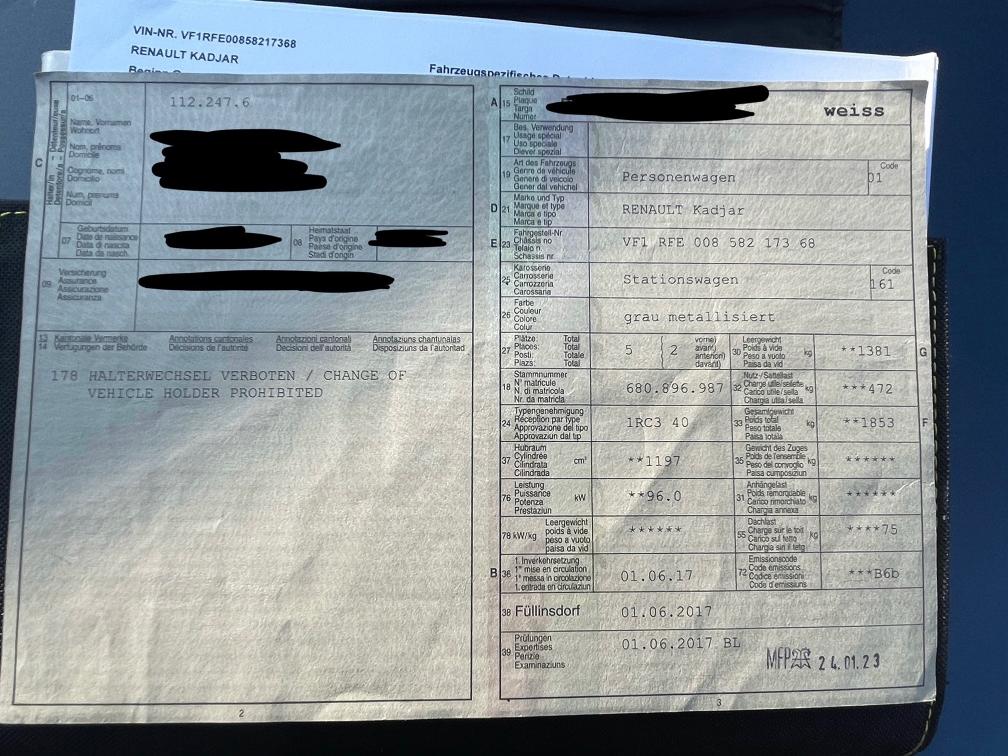 VIN-NR. VF1RFE00858217368
RENAULT KADJAR
Fahrzeugspezifisches
01-06
112.247.6
C
Name, Vornamen
Wohnort
Nom, prénoms
Domicile
Cognome, nomi
Domicilio
Num, prenums
Domicil
07
Geburtsdatum
Date de naissance
Data di nascita
Data da nasch.
08
Heimatstaat
Pays d'origine
Paese d'origine
Stadi d'origin
09
Versicherung
Assurance
Assicurazione
Assicuranza
13 Kantonale Vermerke Annotations cantonales Annotazioni cantonali Annotaziuns chantunalas
14 Verfügungen der Behörde Décisions de l'autorité Decisioni dell'autorità Disposiziuns da l'autoritad
178 HALTERWECHSEL VERBOTEN / CHANGE OF
VEHICLE HOLDER PROHIBITED
2
A 15
Schild
Plaque
Targa
Numer
weiss
17
Bes. Verwendung
Usage spécial
Uso speciale
Diever spezial
19
Art des Fahrzeugs
Genre de véhicule
Genere di veicolo
Gener dal vehichel
Personenwagen
Code
01
D 21
Marke und Typ
Marque et type
Marca e tipo
Marca e tip
RENAULT Kadjar
E 23
Fahrgestell-Nr.
Châssis no
Telaio n.
Schassis nr.
VF1 RFE 008 582 173 68
25
Karosserie
Carrosserie
Carrozzeria
Carossaria
Stationswagen
Code
161
26
Farbe
Couleur
Colore
Colur
grau metallisiert
27
Plätze: Total
Places: Total
Posti: Totale
Plazs: Total
5
2
vorne)
avant)
anteriori)
davant)
30
Leergewicht
Poids à vide
Peso a vuoto
Paisa da vid
kg
**1381
G
18
Stammnummer
N° matricule
N. di matricola
Nr. da matricla
680.896.987
32
Nutz-/Sattellast
Charge utile/sellette
Carico utile/sella
Chargia utila/sella
kg
***472
24
Typengenehmigung
Réception par type
Approvazione del tipo
Approvaziun dal tip
1RC3 40
33
Gesamtgewicht
Poids total
Peso totale
Paisa totala
kg
**1853
F
37
Hubraum
Cylindrée
Cilindrata
Cilindrada
cm³
**1197
35
Gewicht des Zuges
Poids de l'ensemble
Peso del convoglio
Paisa cumposiziun
kg
******
76
Leistung
Puissance
Potenza
Prestaziun
kW
**96.0
31
Anhängelast
Poids remorquable
Carico rimorchiato
Chargia annexa
kg
******
78 kW/kg
Leergewicht
poids à vide
peso a vuoto
paisa da vid
******
55
Dachlast
Charge sur le toit
Carico sul tetto
Chargia sin il tetg
kg
****75
B 36
1. Inverkehrsetzung
1re mise en circulation
1a messa in circolazione
1. entrada en circulaziun
01.06.17
72
Emissionscode
Code émissions
Codice emissioni
Code d'emissiuns
***B6b
38 Füllinsdorf
01.06.2017
39
Prüfungen
Expertises
Perizie
Examinaziuns
01.06.2017 BL
MFP 24.01.23
3